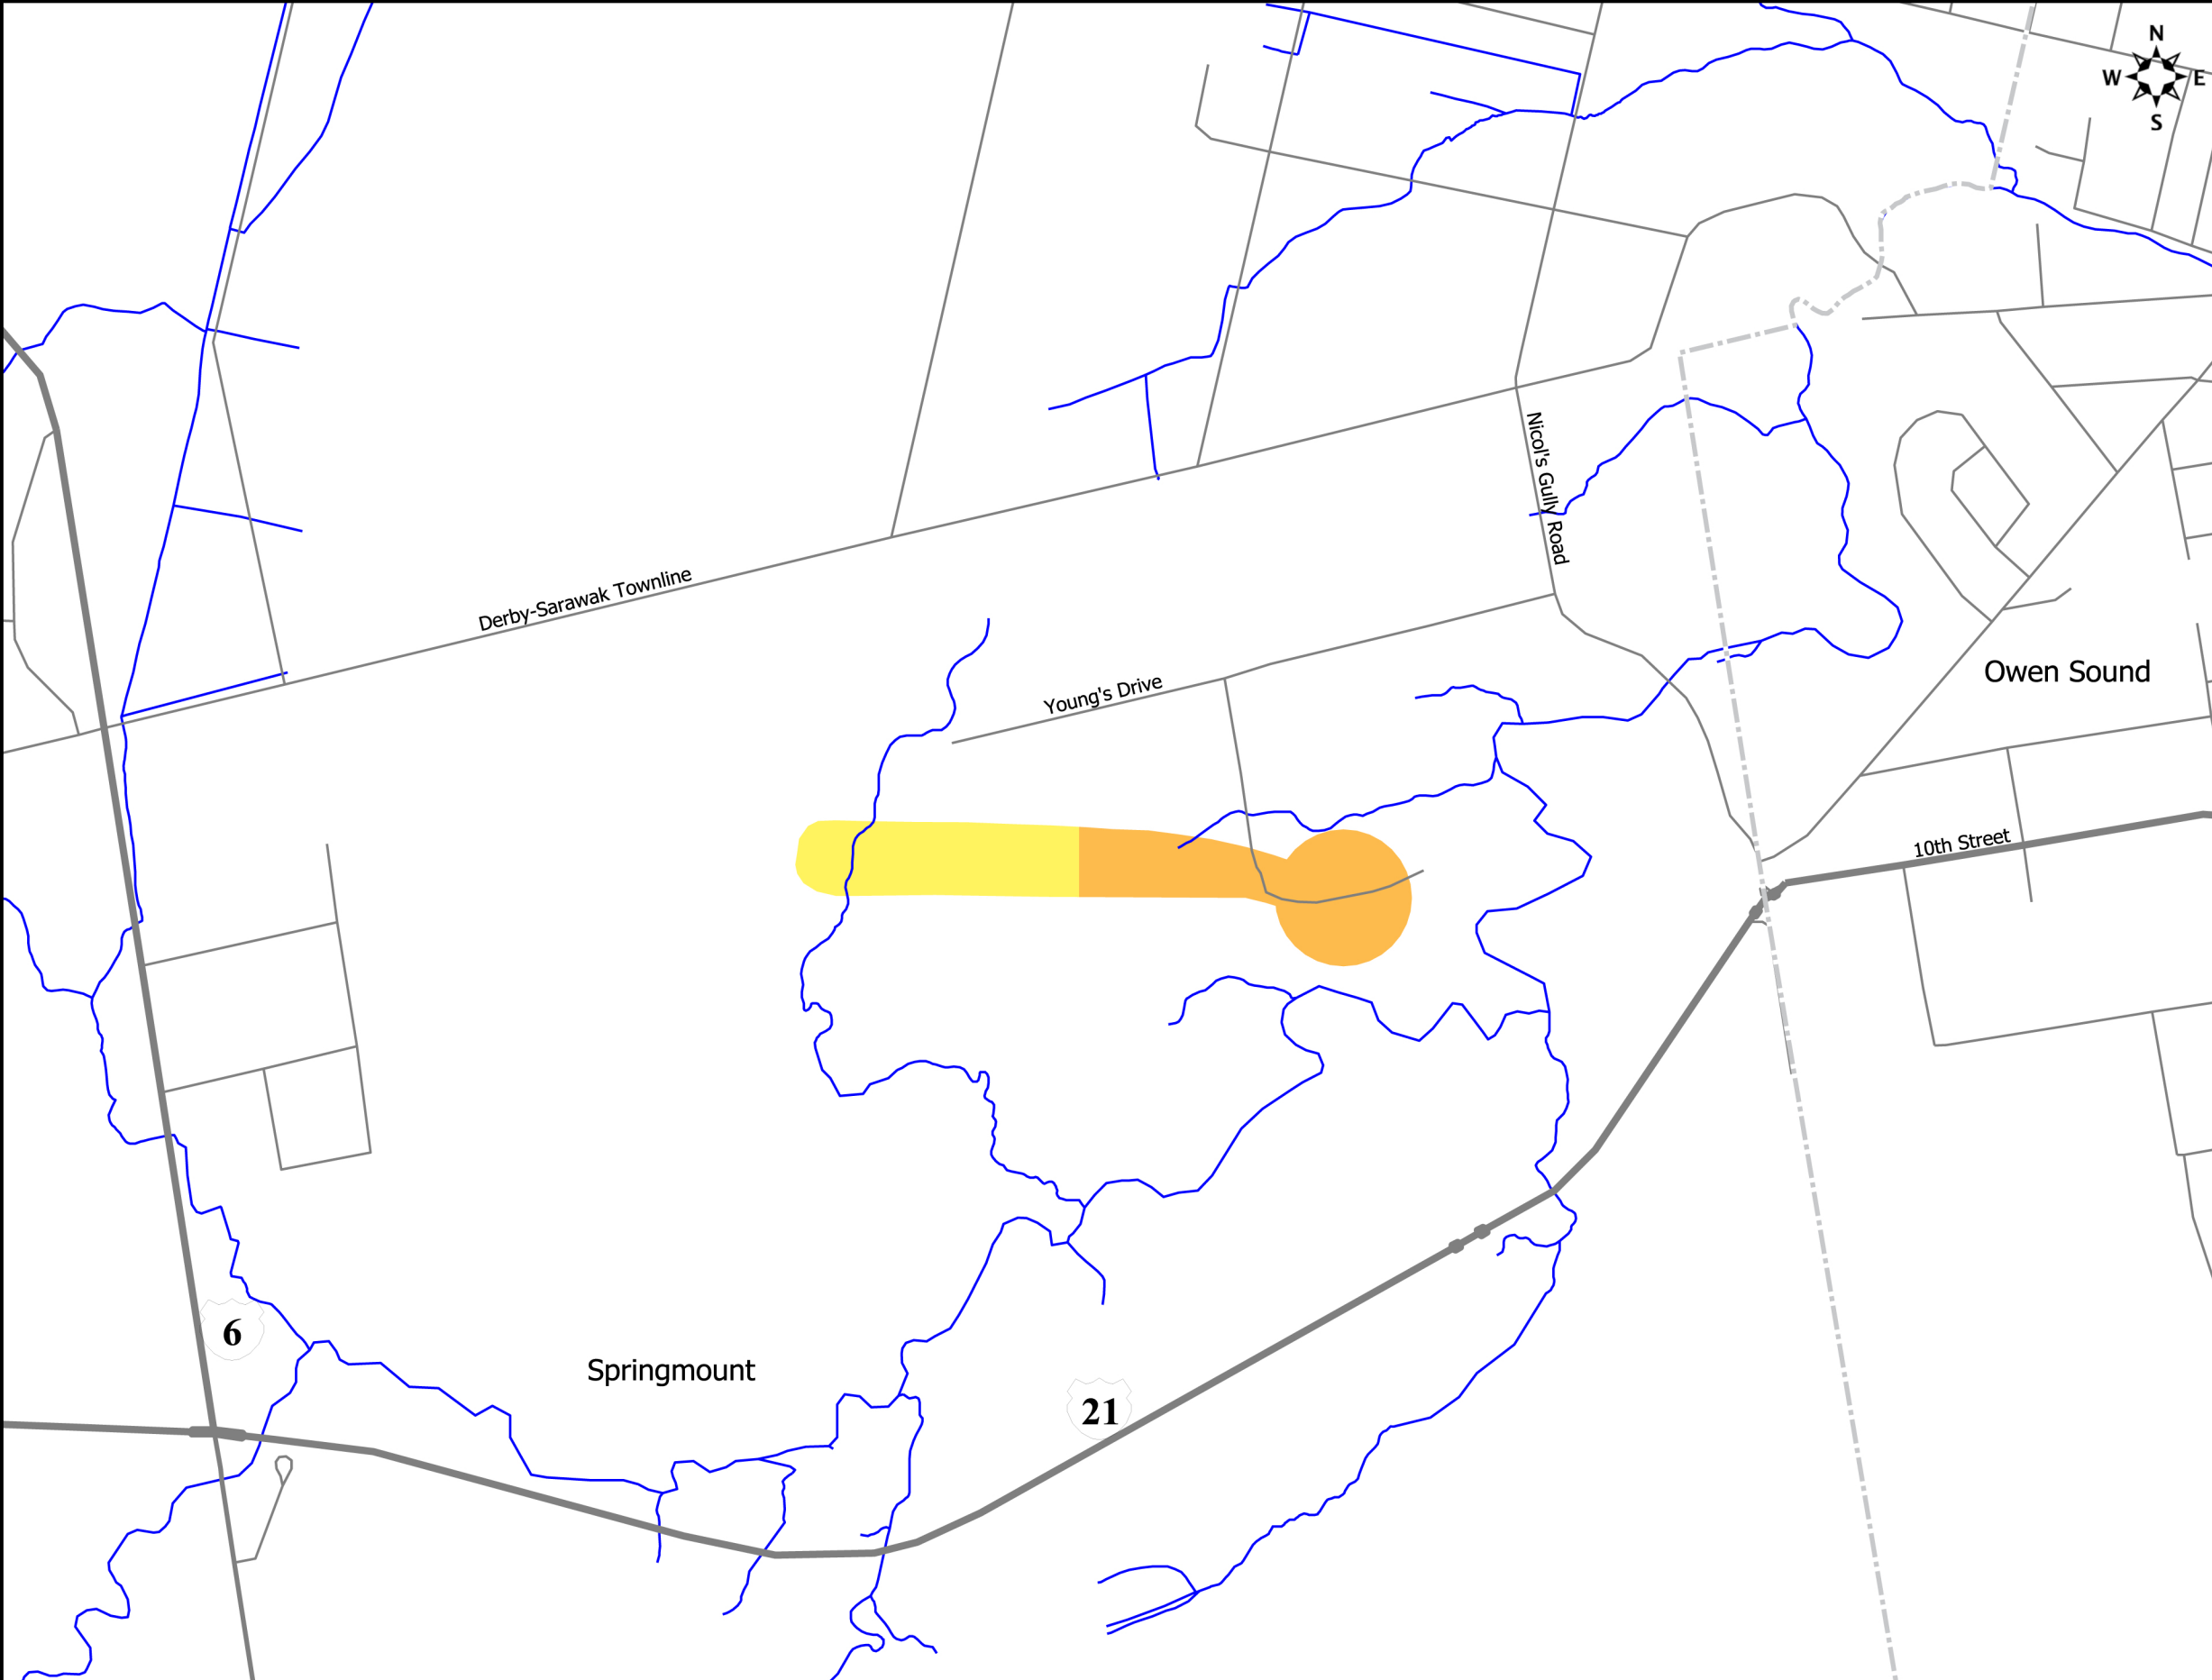 N
W E
S
Nicol's Gully Road
Derby-Sarawak Townline
Owen Sound
Young's Drive
10th Street
6
Springmount
21